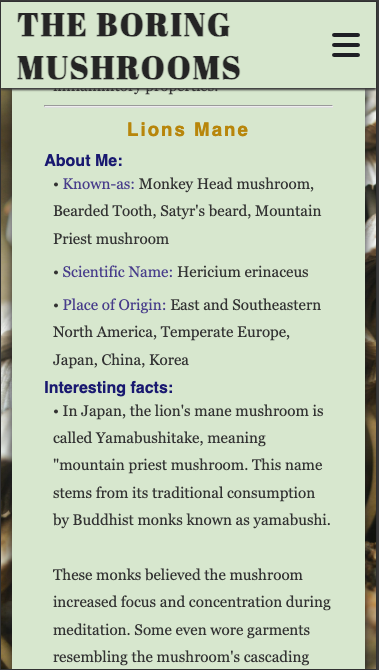 THE BORING
MUSHROOMS
properties.
Lions Mane
About Me:
• Known-as: Monkey Head mushroom,
Bearded Tooth, Satyr's beard, Mountain
Priest mushroom
• Scientific Name: Hericium erinaceus
• Place of Origin: East and Southeastern
North America, Temperate Europe,
Japan, China, Korea
Interesting facts:
• In Japan, the lion's mane mushroom is
called Yamabushitake, meaning
"mountain priest mushroom. This name
stems from its traditional consumption
by Buddhist monks known as yamabushi.
These monks believed the mushroom
increased focus and concentration during
meditation. Some even wore garments
resembling the mushroom's cascading